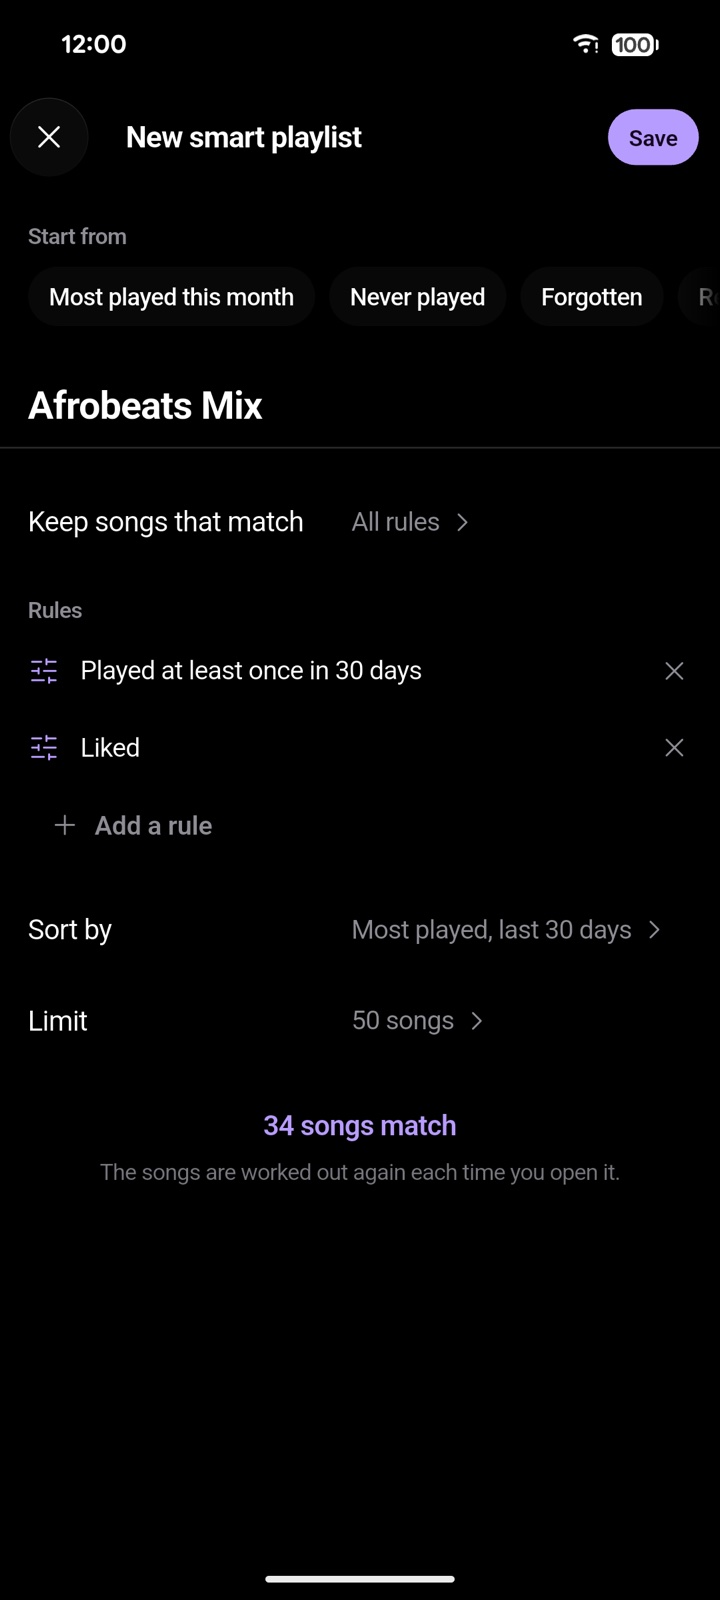 12:00
100
New smart playlist
Save
Start from
Most played this month
Never played
Forgotten
Keep songs that match
All rules
Rules
Played at least once in 30 days
Liked
Add a rule
Sort by
Most played, last 30 days
Limit
50 songs
34 songs match
The songs are worked out again each time you open it.